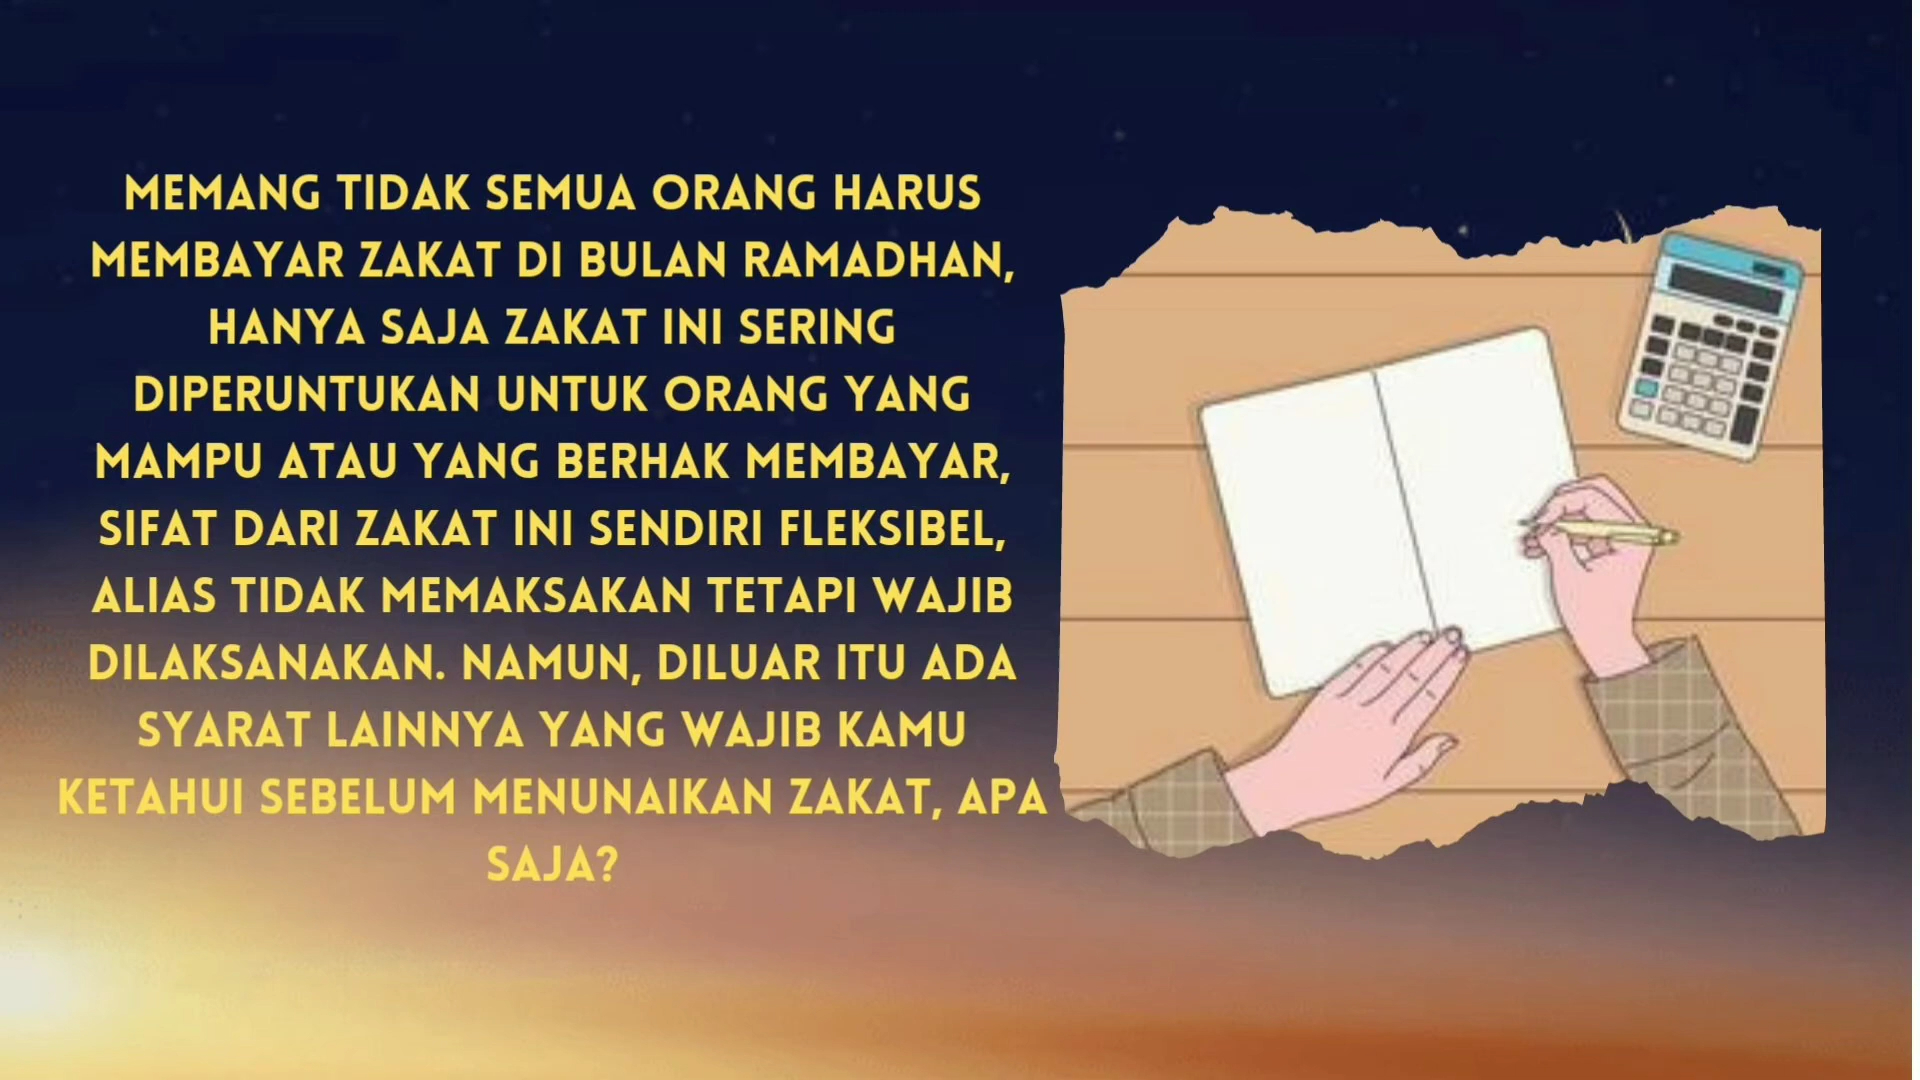 MEMANG TIDAK SEMUA ORANG HARUS
MEMBAYAR ZAKAT DI BULAN RAMADHAN,
HANYA SAJA ZAKAT INI SERING
DIPERUNTUKAN UNTUK ORANG YANG
MAMPU ATAU YANG BERHAK MEMBAYAR,
SIFAT DARI ZAKAT INI SENDIRI FLEKSIBEL,
ALIAS TIDAK MEMAKSAKAN TETAPI WAJIB
DILAKSANAKAN. NAMUN, DILUAR ITU ADA
SYARAT LAINNYA YANG WAJIB KAMU
KETAHUI SEBELUM MENUNAIKAN ZAKAT, APA
SAJA?